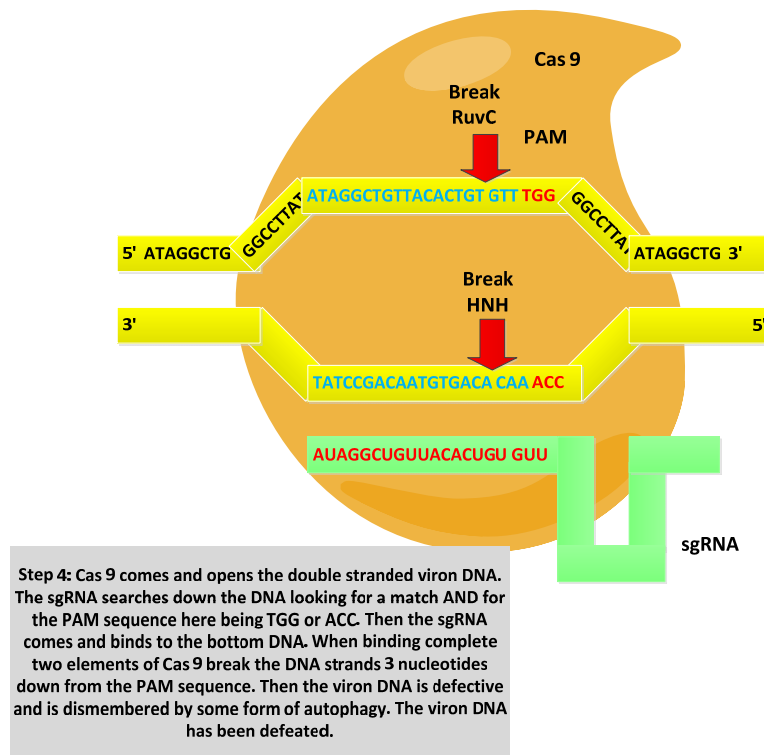 Cas 9
Break
RuvC
PAM
ATAGGCTGTTACACTGT GTT TGG
GGCCTTAT
GGCCTTAT
5' ATAGGCTG
ATAGGCTG 3'
Break
HNH
3'
5'
TATCCGACAATGTGACA CAA ACC
AUAGGCUGUUACACUGU GUU
sgRNA
Step 4: Cas 9 comes and opens the double stranded viron DNA.
The sgRNA searches down the DNA looking for a match AND for
the PAM sequence here being TGG or ACC. Then the sgRNA
comes and binds to the bottom DNA. When binding complete
two elements of Cas 9 break the DNA strands 3 nucleotides
down from the PAM sequence. Then the viron DNA is defective
and is dismembered by some form of autophagy. The viron DNA
has been defeated.